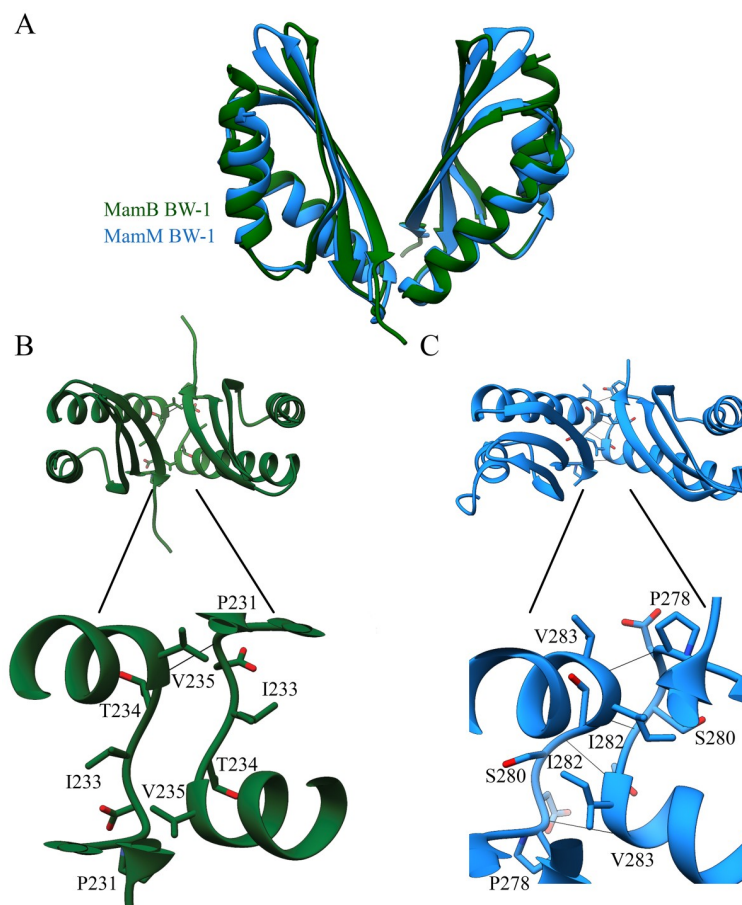 A
MamB BW-1
MamM BW-1
B
C
P231
V235
T234
I233
I233
V235
T234
P231
P278
V283
S280
I282
I282
S280
V283
P278